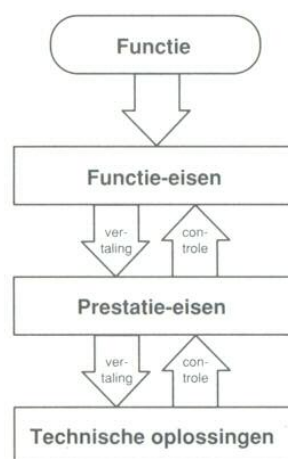 Functie
Functie-eisen
ver-
taling
con-
trole
Prestatie-eisen
ver-
taling
con-
trole
Technische oplossingen